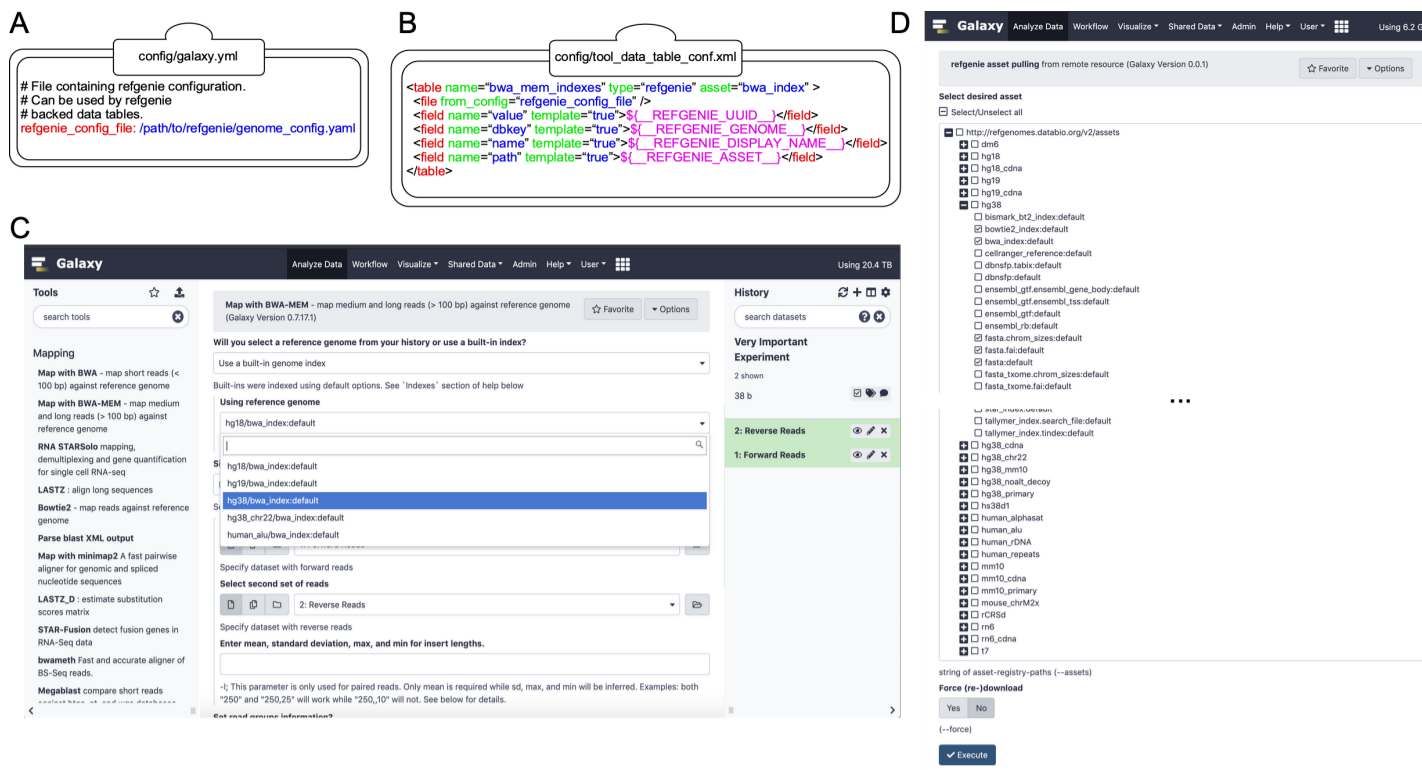 A
config/galaxy.yml
# File containing refgenie configuration.
# Can be used by refgenie
# backed data tables.
refgenie_config_file: /path/to/refgenie/genome_config.yaml
B
config/tool_data_table_conf.xml
<table name="bwa_mem_indexes" type="refgenie" asset="bwa_index" >
<file from_config="refgenie_config_file" />
<field name="value" template="true">${__REFGENIE_UUID__}</field>
<field name="dbkey" template="true">${__REFGENIE_GENOME__}</field>
<field name="name" template="true">${__REFGENIE_DISPLAY_NAME__}</field>
<field name="path" template="true">${__REFGENIE_ASSET__}</field>
</table>
C
Galaxy
Analyze Data Workflow Visualize Shared Data Admin Help User
Using 20.4 TB
Tools
search tools
Mapping
Map with BWA - map short reads (<
100 bp) against reference genome
Map with BWA-MEM - map medium
and long reads (> 100 bp) against
reference genome
RNA STARSolo mapping,
demultiplexing and gene quantification
for single cell RNA-seq
LASTZ : align long sequences
Bowtie2 - map reads against reference
genome
Parse blast XML output
Map with minimap2 A fast pairwise
aligner for genomic and spliced
nucleotide sequences
LASTZ_D : estimate substitution
scores matrix
STAR-Fusion detect fusion genes in
RNA-Seq data
bwameth Fast and accurate aligner of
BS-Seq reads.
Megablast compare short reads
Map with BWA-MEM - map medium and long reads (> 100 bp) against reference genome
(Galaxy Version 0.7.17.1)
Favorite
Options
Will you select a reference genome from your history or use a built-in index?
Use a built-in genome index
Built-ins were indexed using default options. See `Indexes` section of help below
Using reference genome
hg18/bwa_index:default
hg18/bwa_index:default
hg19/bwa_index:default
hg38/bwa_index:default
hg38_chr22/bwa_index:default
human_alu/bwa_index:default
Specify dataset with forward reads
Select second set of reads
2: Reverse Reads
Specify dataset with reverse reads
Enter mean, standard deviation, max, and min for insert lengths.
-I; This parameter is only used for paired reads. Only mean is required while sd, max, and min will be inferred. Examples: both
"250" and "250,25" will work while "250,,10" will not. See below for details.
Set read groups information?
History
search datasets
Very Important
Experiment
2 shown
38 b
2: Reverse Reads
1: Forward Reads
D
Galaxy
Analyze Data Workflow Visualize Shared Data Admin Help User
Using 6.2 G
refgenie asset pulling from remote resource (Galaxy Version 0.0.1)
Favorite
Options
Select desired asset
Select/Unselect all
http://refgenomes.databio.org/v2/assets
dm6
hg18
hg18_cdna
hg19
hg19_cdna
hg38
bismark_bt2_index:default
bowtie2_index:default
bwa_index:default
cellranger_reference:default
dbnsfp.tabix:default
dbnsfp:default
ensembl_gtf.ensembl_gene_body:default
ensembl_gtf.ensembl_tss:default
ensembl_gtf:default
ensembl_rb:default
fasta.chrom_sizes:default
fasta.fai:default
fasta:default
fasta_txome.chrom_sizes:default
fasta_txome.fai:default
...
star_index:default
tallymer_index.search_file:default
tallymer_index.tindex:default
hg38_cdna
hg38_chr22
hg38_mm10
hg38_noalt_decoy
hg38_primary
hs38d1
human_alphasat
human_alu
human_rDNA
human_repeats
mm10
mm10_cdna
mm10_primary
mouse_chrM2x
rCRSd
rn6
rn6_cdna
t7
string of asset-registry-paths (--assets)
Force (re-)download
Yes No
(--force)
Execute